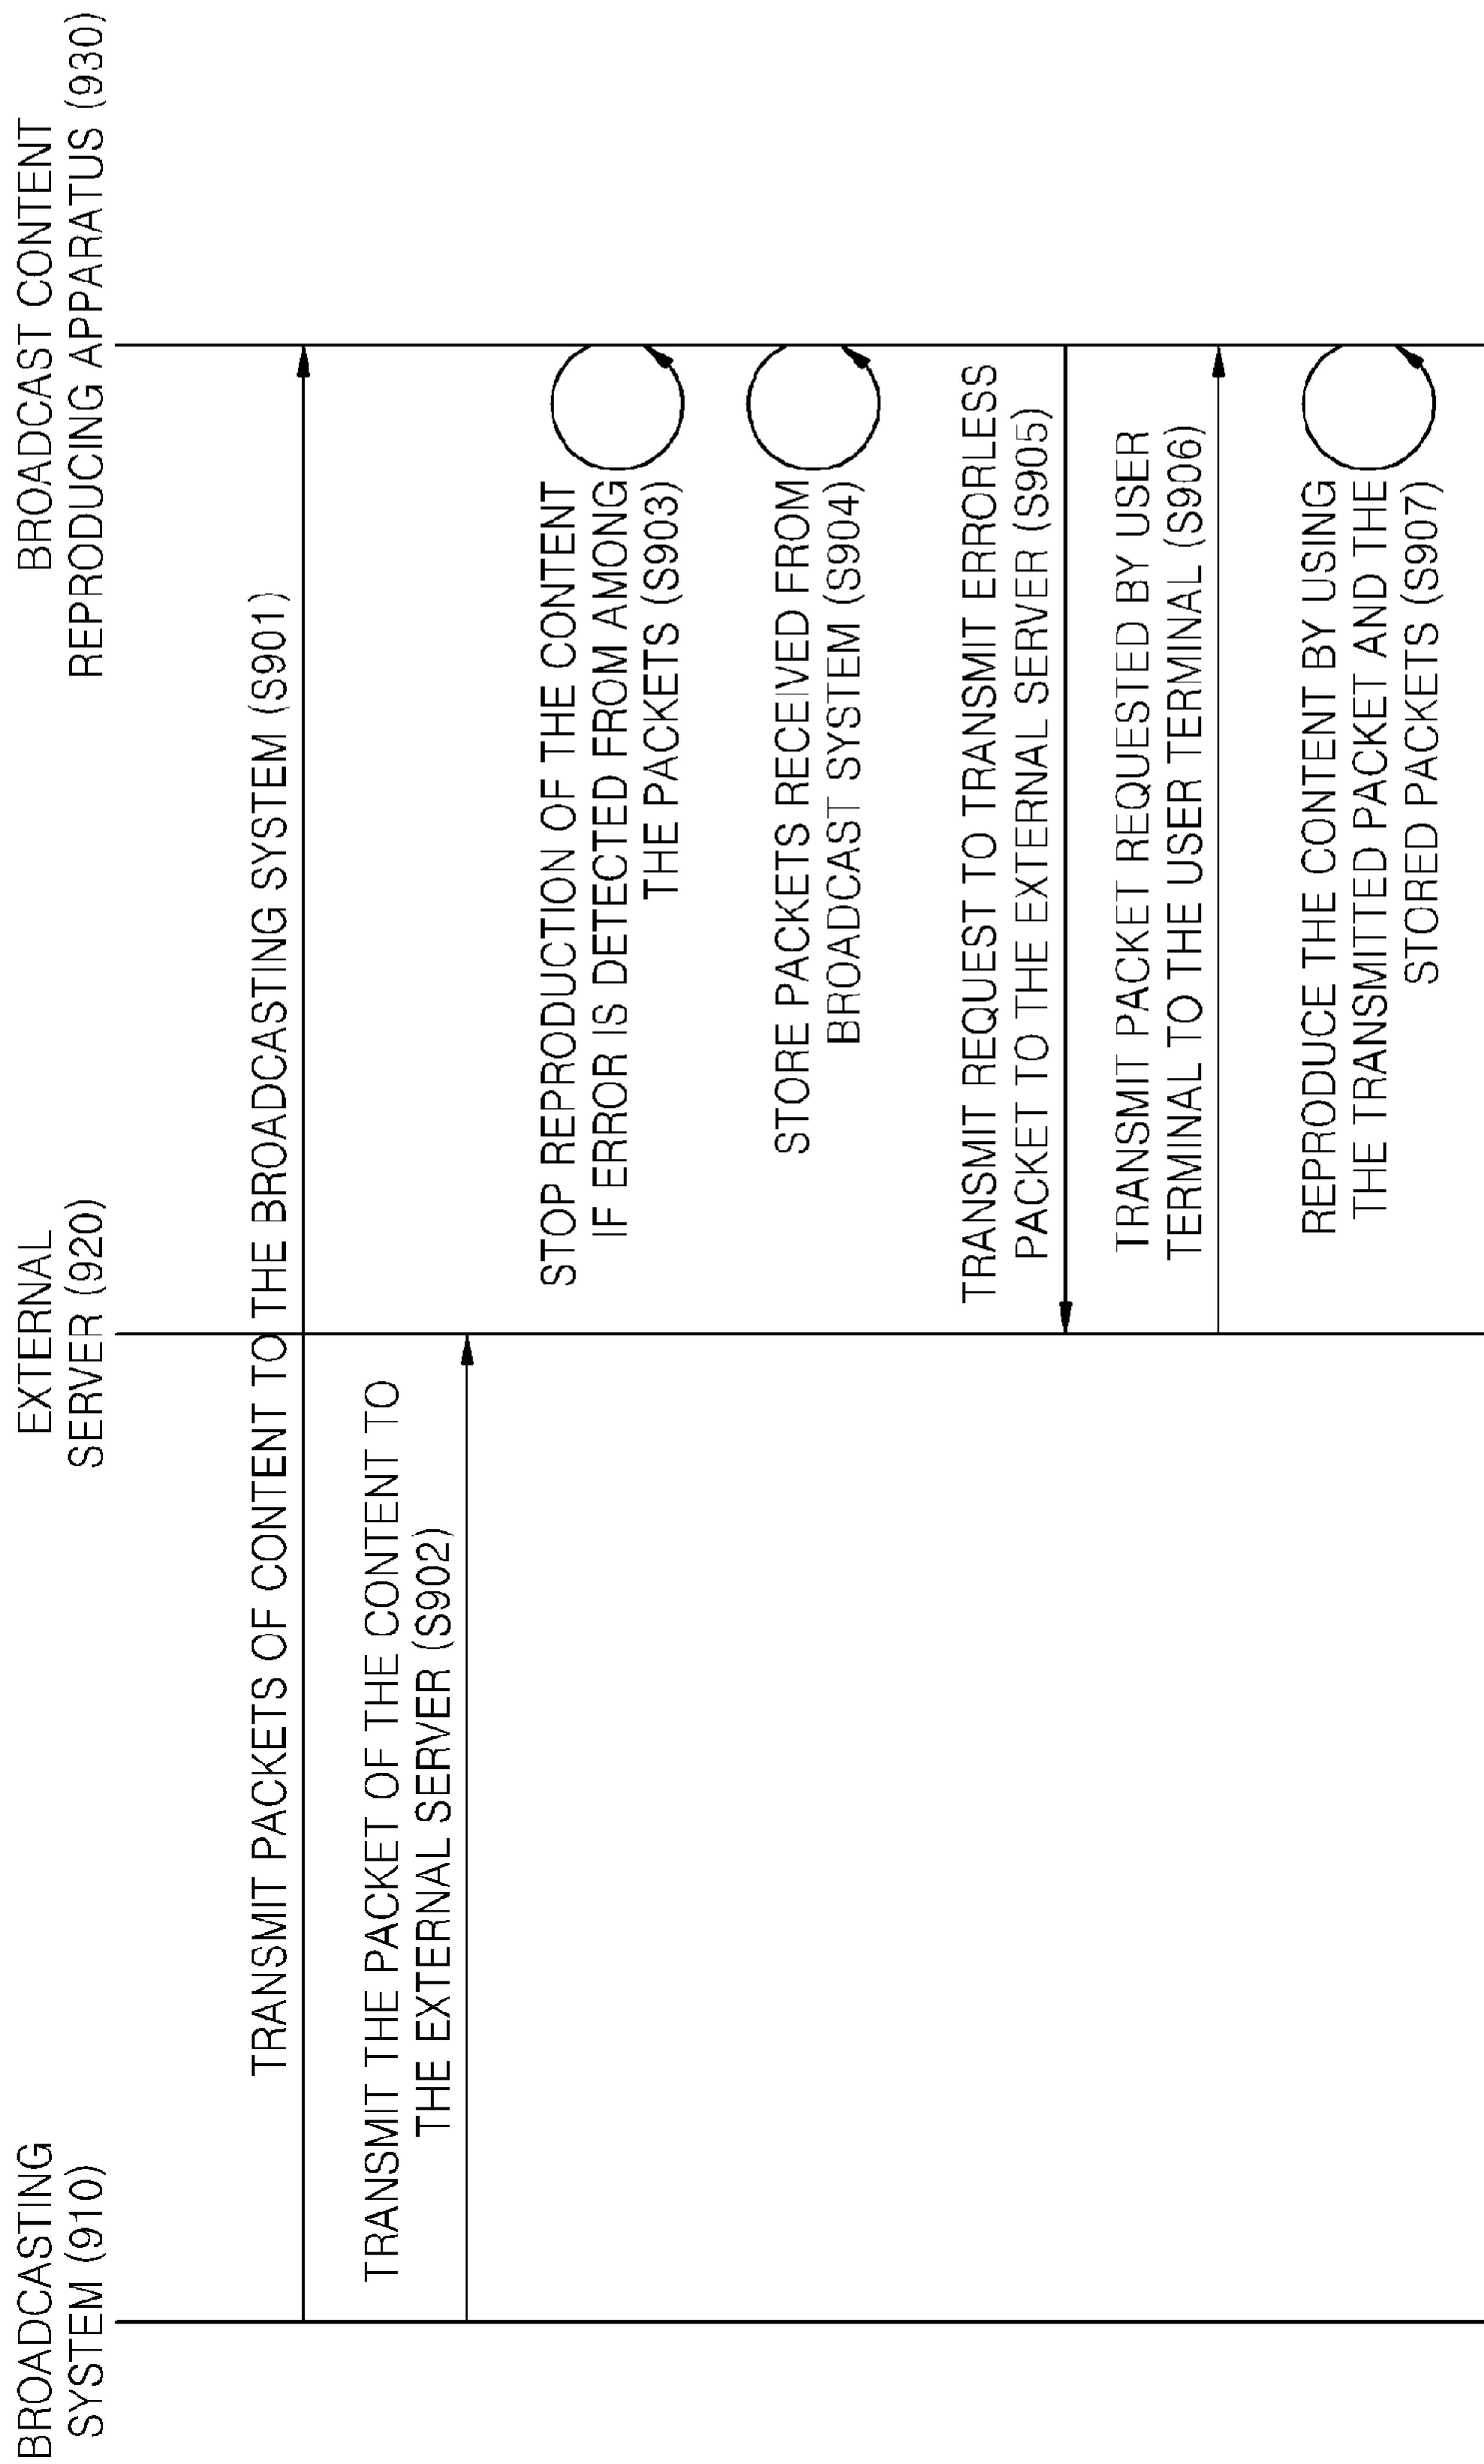 BROADCASTING
SYSTEM (910)
EXTERNAL
SERVER (920)
BROADCAST CONTENT
REPRODUCING APPARATUS (930)
TRANSMIT PACKETS OF CONTENT TO THE BROADCASTING SYSTEM (S901)
TRANSMIT THE PACKET OF THE CONTENT TO
THE EXTERNAL SERVER (S902)
STOP REPRODUCTION OF THE CONTENT
IF ERROR IS DETECTED FROM AMONG
THE PACKETS (S903)
STORE PACKETS RECEIVED FROM
BROADCAST SYSTEM (S904)
TRANSMIT REQUEST TO TRANSMIT ERRORLESS
PACKET TO THE EXTERNAL SERVER (S905)
TRANSMIT PACKET REQUESTED BY USER
TERMINAL TO THE USER TERMINAL (S906)
REPRODUCE THE CONTENT BY USING
THE TRANSMITTED PACKET AND THE
STORED PACKETS (S907)